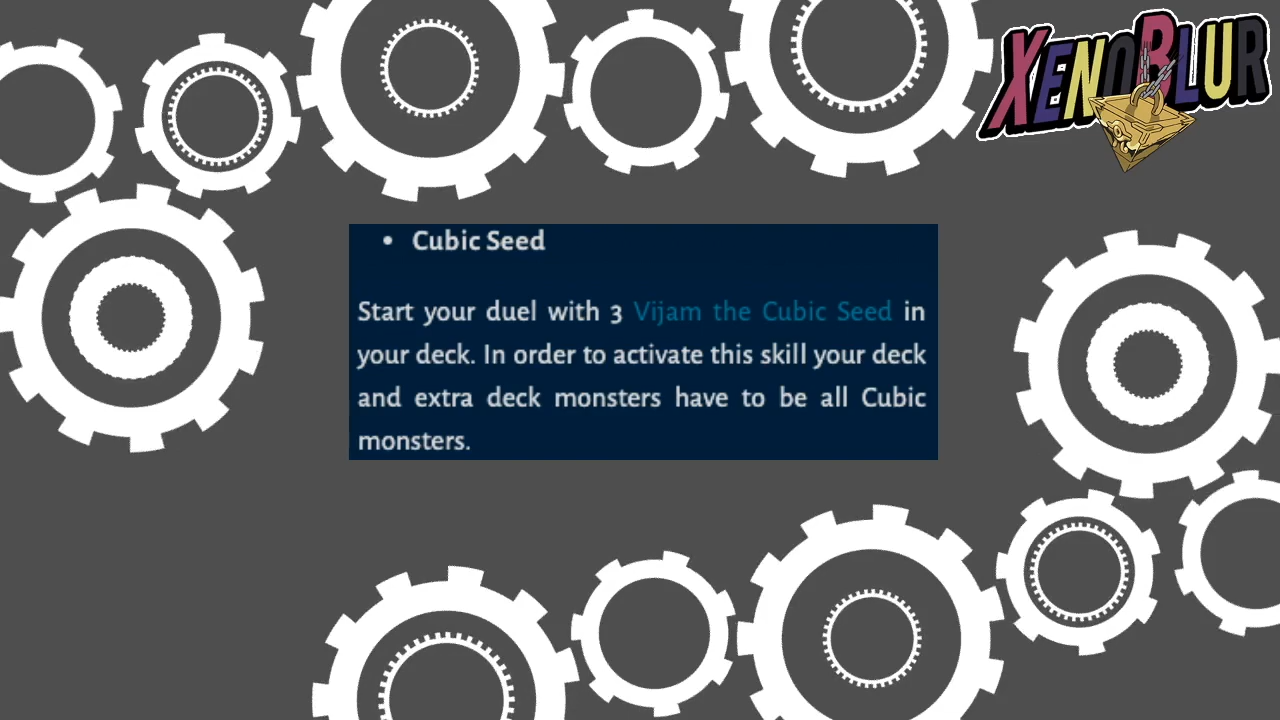 XENOBLUR
• Cubic Seed
Start your duel with 3 Vijam the Cubic Seed in
your deck. In order to activate this skill your deck
and extra deck monsters have to be all Cubic
monsters.